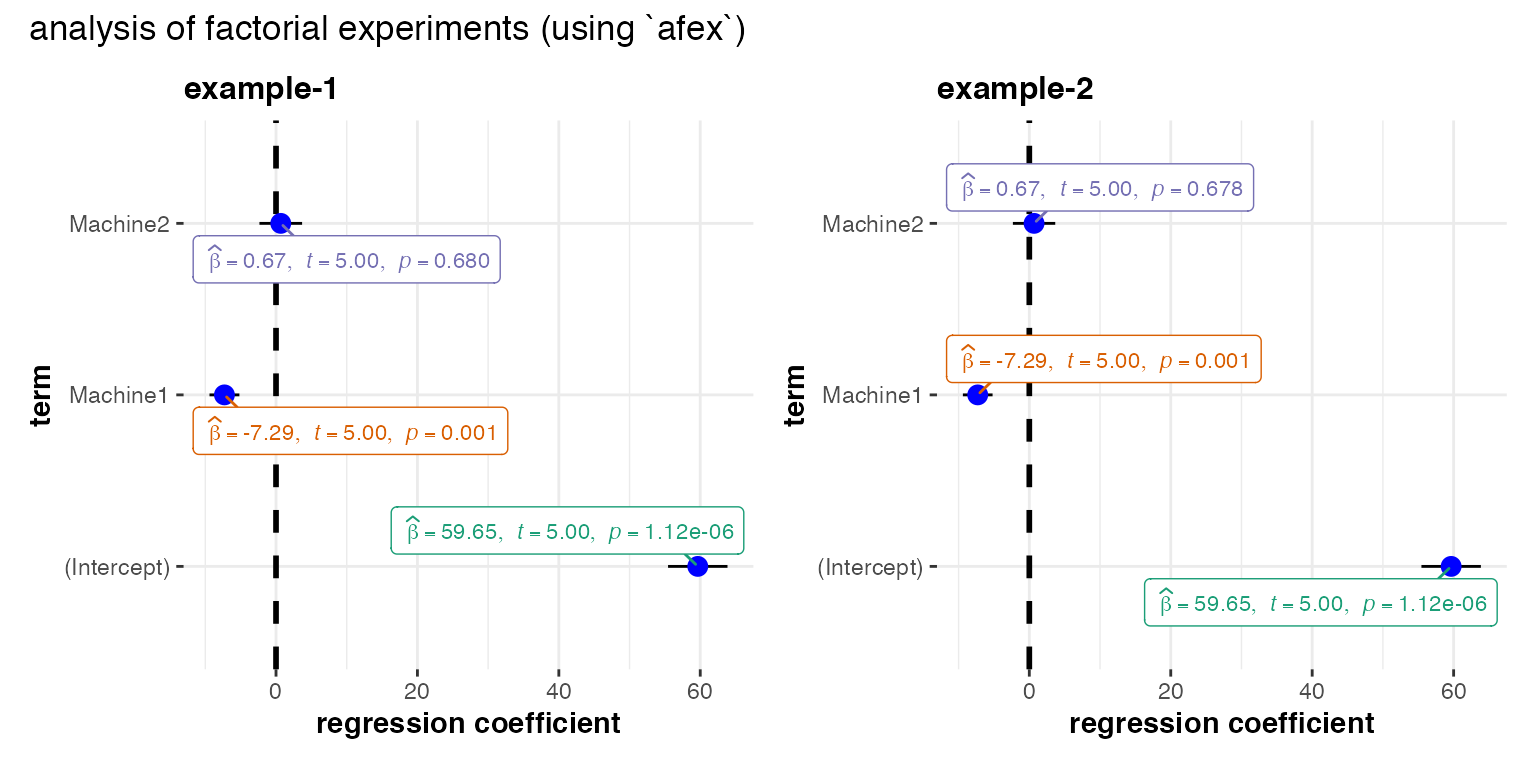 analysis of factorial experiments (using `afex`)
example-1
term
Machine2
Machine1
(Intercept)
β̂ = 0.67, t = 5.00, p = 0.680
β̂ = -7.29, t = 5.00, p = 0.001
β̂ = 59.65, t = 5.00, p = 1.12e-06
0 20 40 60
regression coefficient
example-2
term
Machine2
Machine1
(Intercept)
β̂ = 0.67, t = 5.00, p = 0.678
β̂ = -7.29, t = 5.00, p = 0.001
β̂ = 59.65, t = 5.00, p = 1.12e-06
0 20 40 60
regression coefficient